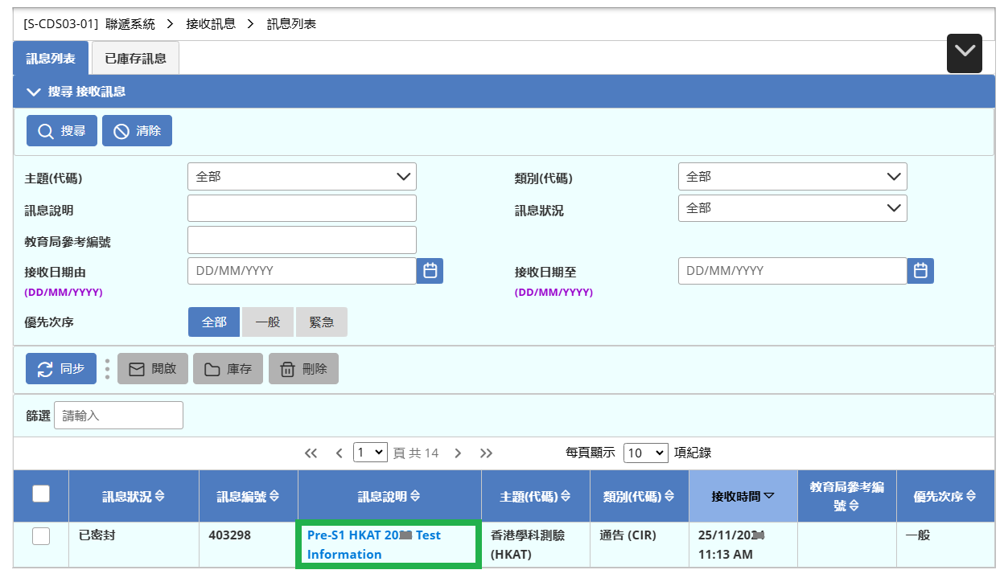 [S-CDS03-01] 聯遞系統 > 接收訊息 > 訊息列表
訊息列表 已庫存訊息
搜尋 接收訊息
搜尋 清除
主題(代碼) 全部 類別(代碼) 全部
訊息說明 訊息狀況 全部
教育局參考編號
接收日期由 DD/MM/YYYY 接收日期至 DD/MM/YYYY
(DD/MM/YYYY) (DD/MM/YYYY)
優先次序 全部 一般 緊急
同步 開啟 庫存 刪除
篩選 請輸入
1 頁 共 14 每頁顯示 10 項紀錄
訊息狀況 訊息編號 訊息說明 主題(代碼) 類別(代碼) 接收時間 教育局參考編號 優先次序
已密封 403298 Pre-S1 HKAT Test 香港學科測驗 通告 (CIR) 25/11/ 一般
Information (HKAT) 11:13 AM